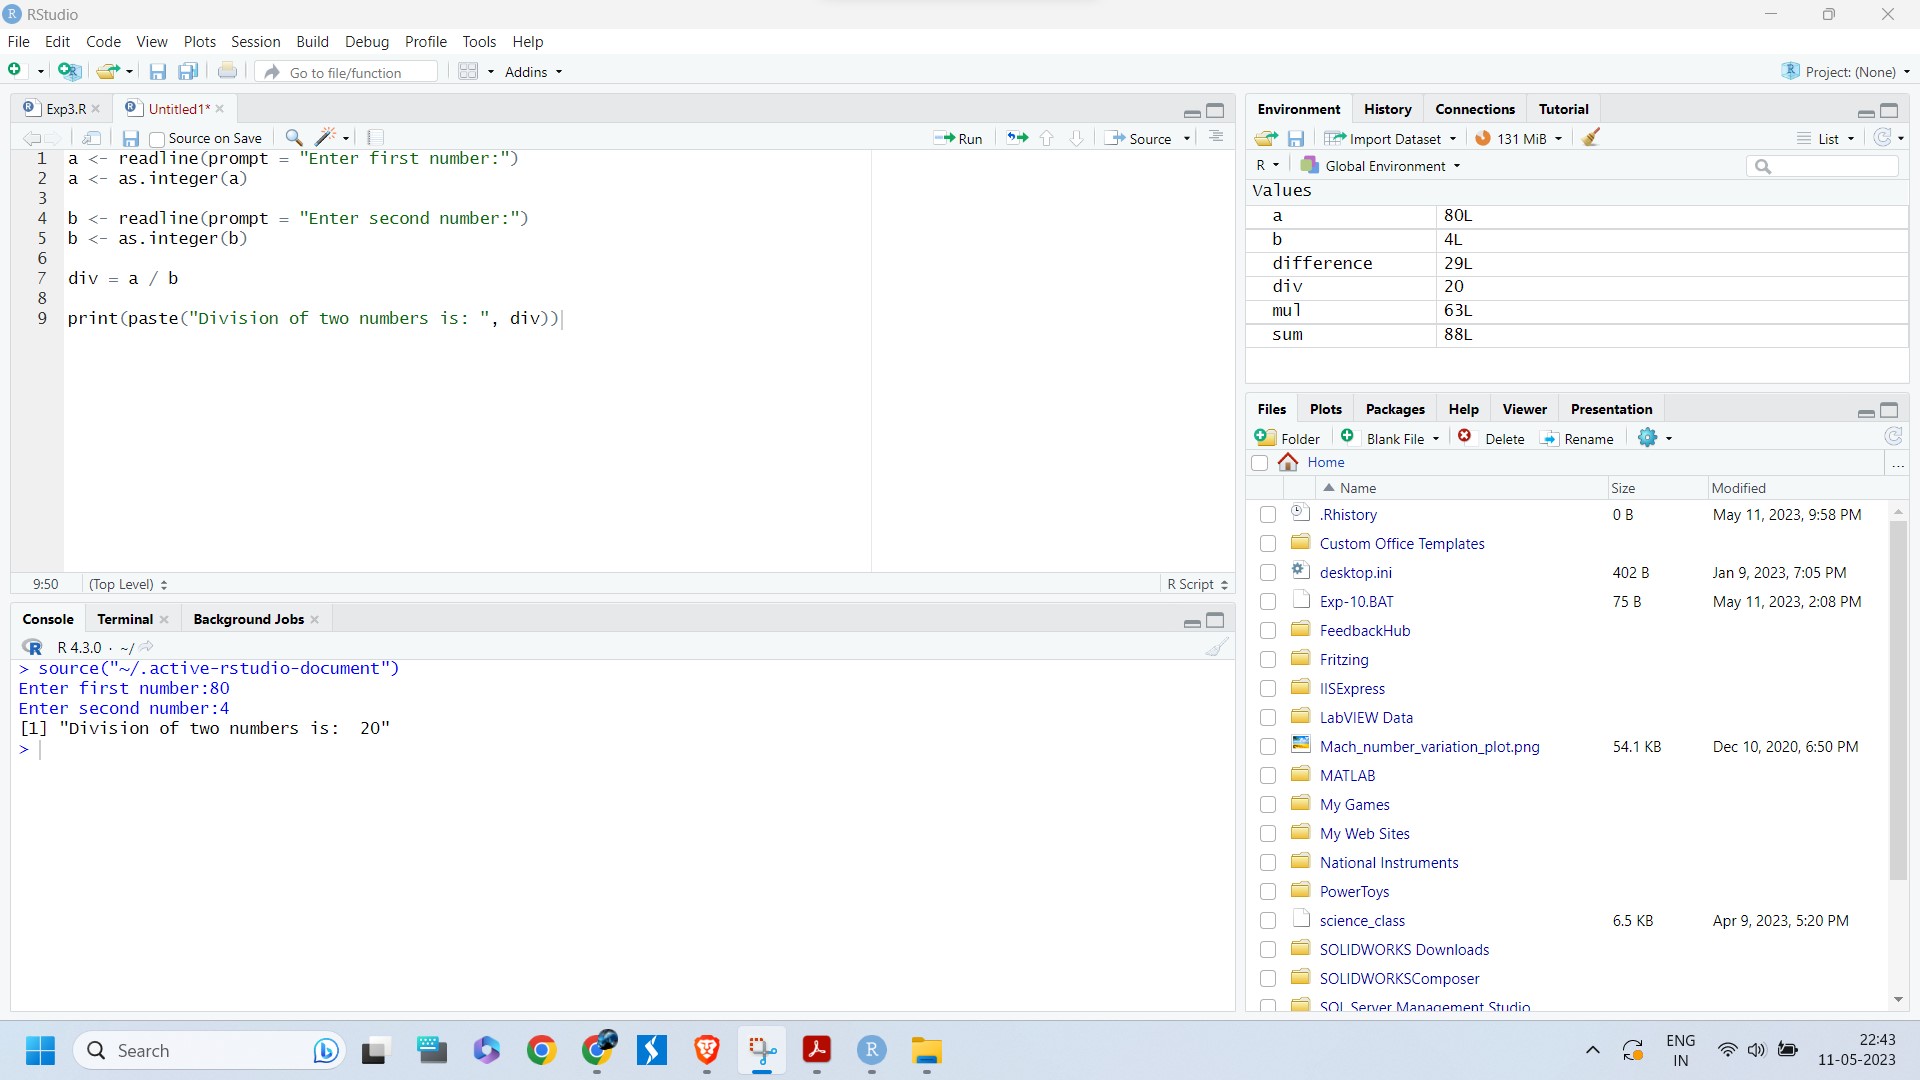 RStudio
File Edit Code View Plots Session Build Debug Profile Tools Help
Go to file/function Addins Project: (None)
Exp3.R Untitled1*
Source on Save Run Source
1 a <- readline(prompt = "Enter first number:")
2 a <- as.integer(a)
3
4 b <- readline(prompt = "Enter second number:")
5 b <- as.integer(b)
6
7 div = a / b
8
9 print(paste("Division of two numbers is: ", div))
9:50 (Top Level) R Script
Console Terminal Background Jobs
R 4.3.0 · ~/
> source("~/.active-rstudio-document")
Enter first number:80
Enter second number:4
[1] "Division of two numbers is:  20"
>
Environment History Connections Tutorial
Import Dataset 131 MiB List
R Global Environment
Values
a 80L
b 4L
difference 29L
div 20
mul 63L
sum 88L
Files Plots Packages Help Viewer Presentation
Folder Blank File Delete Rename
Home ...
Name Size Modified
.Rhistory 0 B May 11, 2023, 9:58 PM
Custom Office Templates
desktop.ini 402 B Jan 9, 2023, 7:05 PM
Exp-10.BAT 75 B May 11, 2023, 2:08 PM
FeedbackHub
Fritzing
IISExpress
LabVIEW Data
Mach_number_variation_plot.png 54.1 KB Dec 10, 2020, 6:50 PM
MATLAB
My Games
My Web Sites
National Instruments
PowerToys
science_class 6.5 KB Apr 9, 2023, 5:20 PM
SOLIDWORKS Downloads
SOLIDWORKSComposer
SQL Server Management Studio
Search
ENG
IN
22:43
11-05-2023